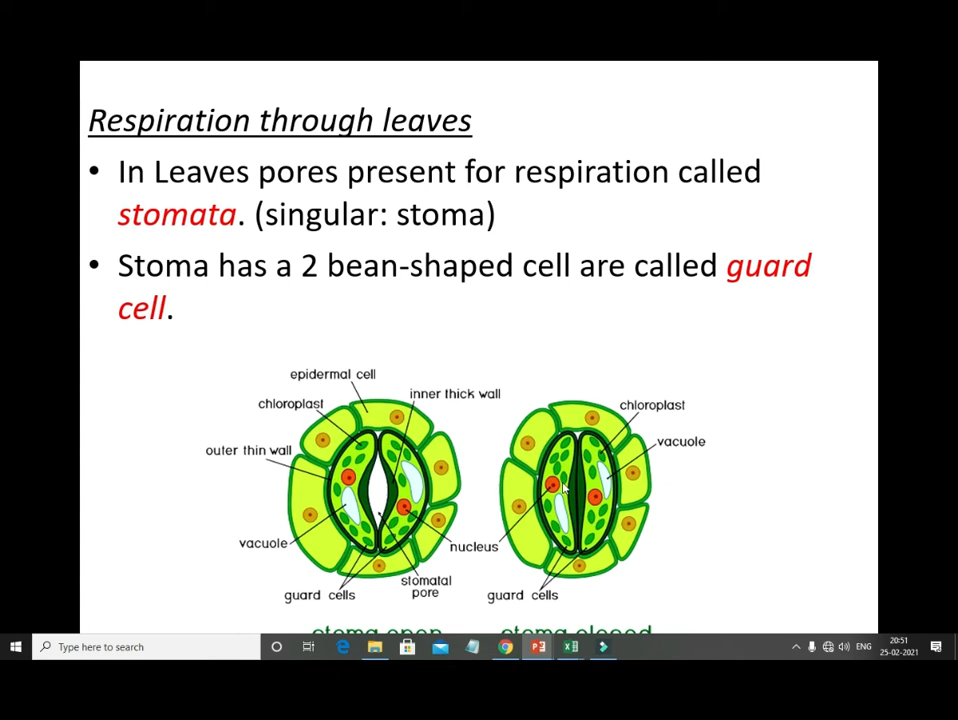 Respiration through leaves
• In Leaves pores present for respiration called
stomata. (singular: stoma)
• Stoma has a 2 bean-shaped cell are called guard
cell.
epidermal cell
inner thick wall
chloroplast
outer thin wall
vacuole
guard cells
stomatal
pore
nucleus
chloroplast
vacuole
guard cells
stoma open
stoma closed
Type here to search
ENG
20:51
25-02-2021